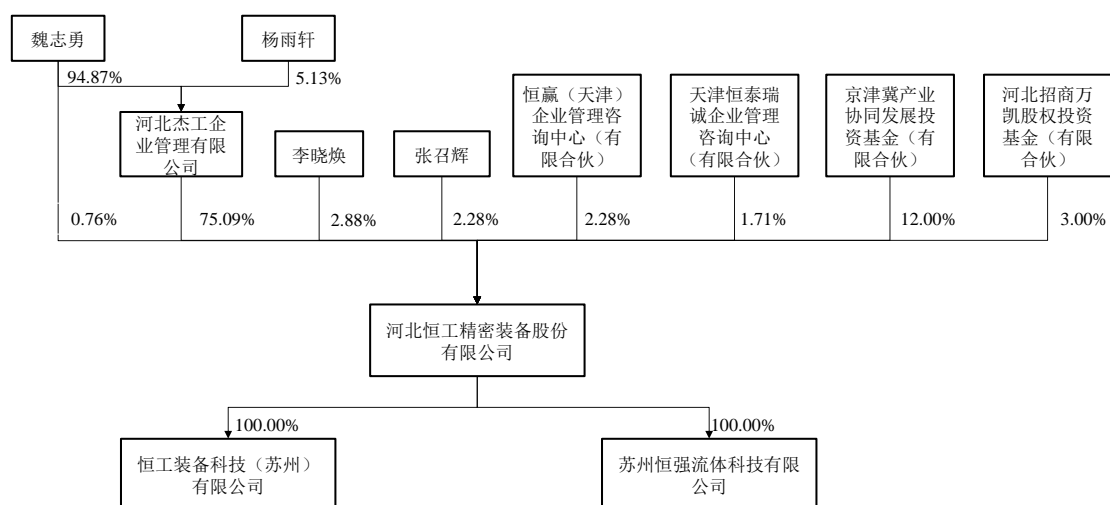 魏志勇
杨雨轩
94.87%
5.13%
河北杰工企
业管理有限
公司
李晓焕
张召辉
恒赢（天津）
企业管理咨
询中心（有
限合伙）
天津恒泰瑞
诚企业管理
咨询中心
（有限合伙）
京津冀产业
协同发展投
资基金（有
限合伙）
河北招商万
凯股权投资
基金（有限
合伙）
0.76%
75.09%
2.88%
2.28%
2.28%
1.71%
12.00%
3.00%
河北恒工精密装备股份
有限公司
100.00%
100.00%
恒工装备科技（苏州）
有限公司
苏州恒强流体科技有限
公司